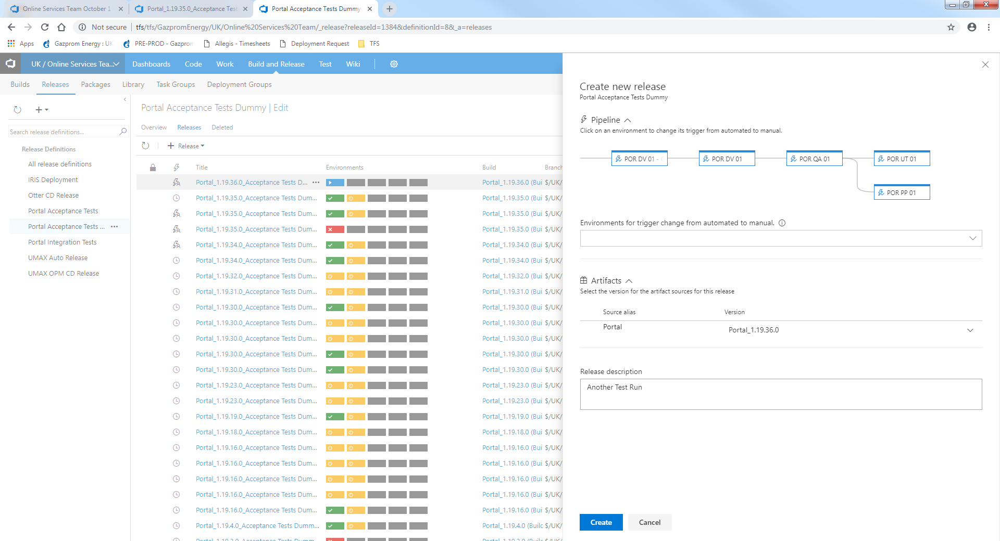 Online Services Team October 1
Portal_1.19.35.0_Acceptance Test
Portal Acceptance Tests Dummy
Not secure
tfs/tfs/GazpromEnergy/UK/Online%20Services%20Team/_release?releaseId=1384&definitionId=8&_a=releases
Apps
Gazprom Energy : UK
PRE-PROD - Gazprom
Allegis - Timesheets
Deployment Request
TFS
UK / Online Services Tea...
Dashboards
Code
Work
Build and Release
Test
Wiki
Builds
Releases
Packages
Library
Task Groups
Deployment Groups
Search release definitions...
Release Definitions
All release definitions
IRIS Deployment
Otter CD Release
Portal Acceptance Tests
Portal Acceptance Tests ...
Portal Integration Tests
UMAX Auto Release
UMAX OPM CD Release
Portal Acceptance Tests Dummy | Edit
Overview Releases Deleted
+ Release
Title Environments Build Branch
Portal_1.19.36.0_Acceptance Tests D... Portal_1.19.36.0 (Bui $/UK/
Portal_1.19.35.0_Acceptance Tests Dum... Portal_1.19.35.0 (Bui $/UK/
Portal_1.19.35.0_Acceptance Tests Dum... Portal_1.19.35.0 (Bui $/UK/
Portal_1.19.35.0_Acceptance Tests Dum... Portal_1.19.35.0 (Bui $/UK/
Portal_1.19.34.0_Acceptance Tests Dum... Portal_1.19.34.0 (Bui $/UK/
Portal_1.19.34.0_Acceptance Tests Dum... Portal_1.19.34.0 (Bui $/UK/
Portal_1.19.32.0_Acceptance Tests Dum... Portal_1.19.32.0 (Bui $/UK/
Portal_1.19.31.0_Acceptance Tests Dum... Portal_1.19.31.0 (Bui $/UK/
Portal_1.19.30.0_Acceptance Tests Dum... Portal_1.19.30.0 (Bui $/UK/
Portal_1.19.30.0_Acceptance Tests Dum... Portal_1.19.30.0 (Bui $/UK/
Portal_1.19.30.0_Acceptance Tests Dum... Portal_1.19.30.0 (Bui $/UK/
Portal_1.19.30.0_Acceptance Tests Dum... Portal_1.19.30.0 (Bui $/UK/
Portal_1.19.30.0_Acceptance Tests Dum... Portal_1.19.30.0 (Bui $/UK/
Portal_1.19.23.0_Acceptance Tests Dum... Portal_1.19.23.0 (Bui $/UK/
Portal_1.19.23.0_Acceptance Tests Dum... Portal_1.19.23.0 (Bui $/UK/
Portal_1.19.19.0_Acceptance Tests Dum... Portal_1.19.19.0 (Bui $/UK/
Portal_1.19.18.0_Acceptance Tests Dum... Portal_1.19.18.0 (Bui $/UK/
Portal_1.19.16.0_Acceptance Tests Dum... Portal_1.19.16.0 (Bui $/UK/
Portal_1.19.16.0_Acceptance Tests Dum... Portal_1.19.16.0 (Bui $/UK/
Portal_1.19.16.0_Acceptance Tests Dum... Portal_1.19.16.0 (Bui $/UK/
Portal_1.19.16.0_Acceptance Tests Dum... Portal_1.19.16.0 (Bui $/UK/
Portal_1.19.16.0_Acceptance Tests Dum... Portal_1.19.16.0 (Bui $/UK/
Portal_1.19.4.0_Acceptance Tests Dumm... Portal_1.19.4.0 (Builc $/UK/
Create new release
Portal Acceptance Tests Dummy
Pipeline
Click on an environment to change its trigger from automated to manual.
POR DV 01 -
POR DV 01
POR QA 01
POR UT 01
POR PP 01
Environments for trigger change from automated to manual.
Artifacts
Select the version for the artifact sources for this release
Source alias Version
Portal Portal_1.19.36.0
Release description
Another Test Run
Create Cancel